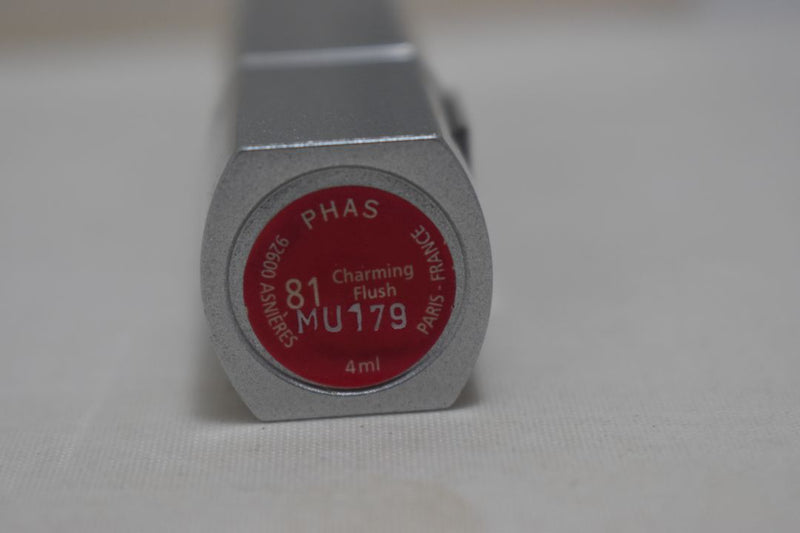 PHAS
92600 ASNIÈRES
81 Charming
Flush
MU179
PARIS - FRANCE
4ml